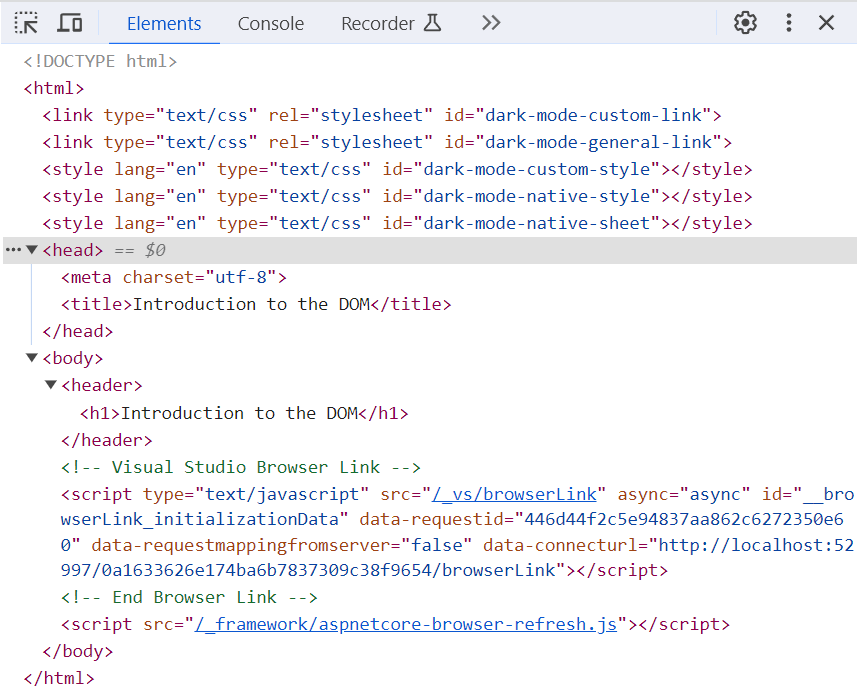 Elements Console Recorder
<!DOCTYPE html>
<html>
<link type="text/css" rel="stylesheet" id="dark-mode-custom-link">
<link type="text/css" rel="stylesheet" id="dark-mode-general-link">
<style lang="en" type="text/css" id="dark-mode-custom-style"></style>
<style lang="en" type="text/css" id="dark-mode-native-style"></style>
<style lang="en" type="text/css" id="dark-mode-native-sheet"></style>
<head> == $0
<meta charset="utf-8">
<title>Introduction to the DOM</title>
</head>
<body>
<header>
<h1>Introduction to the DOM</h1>
</header>
<!-- Visual Studio Browser Link -->
<script type="text/javascript" src="/_vs/browserLink" async="async" id="__bro
wserLink_initializationData" data-requestid="446d44f2c5e94837aa862c6272350e6
0" data-requestmappingfromserver="false" data-connecturl="http://localhost:52
997/0a1633626e174ba6b7837309c38f9654/browserLink"></script>
<!-- End Browser Link -->
<script src="/_framework/aspnetcore-browser-refresh.js"></script>
</body>
</html>